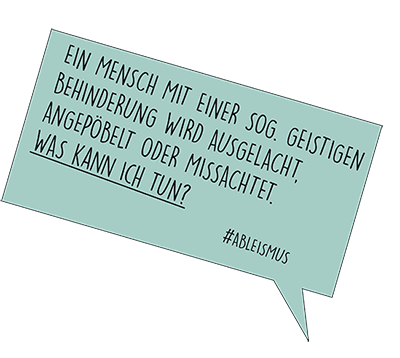 EIN MENSCH MIT EINER SOG. GEISTIGEN
BEHINDERUNG WIRD AUSGELACHT,
ANGEPÖBELT ODER MISSACHTET.
WAS KANN ICH TUN?
#ABLEISMUS